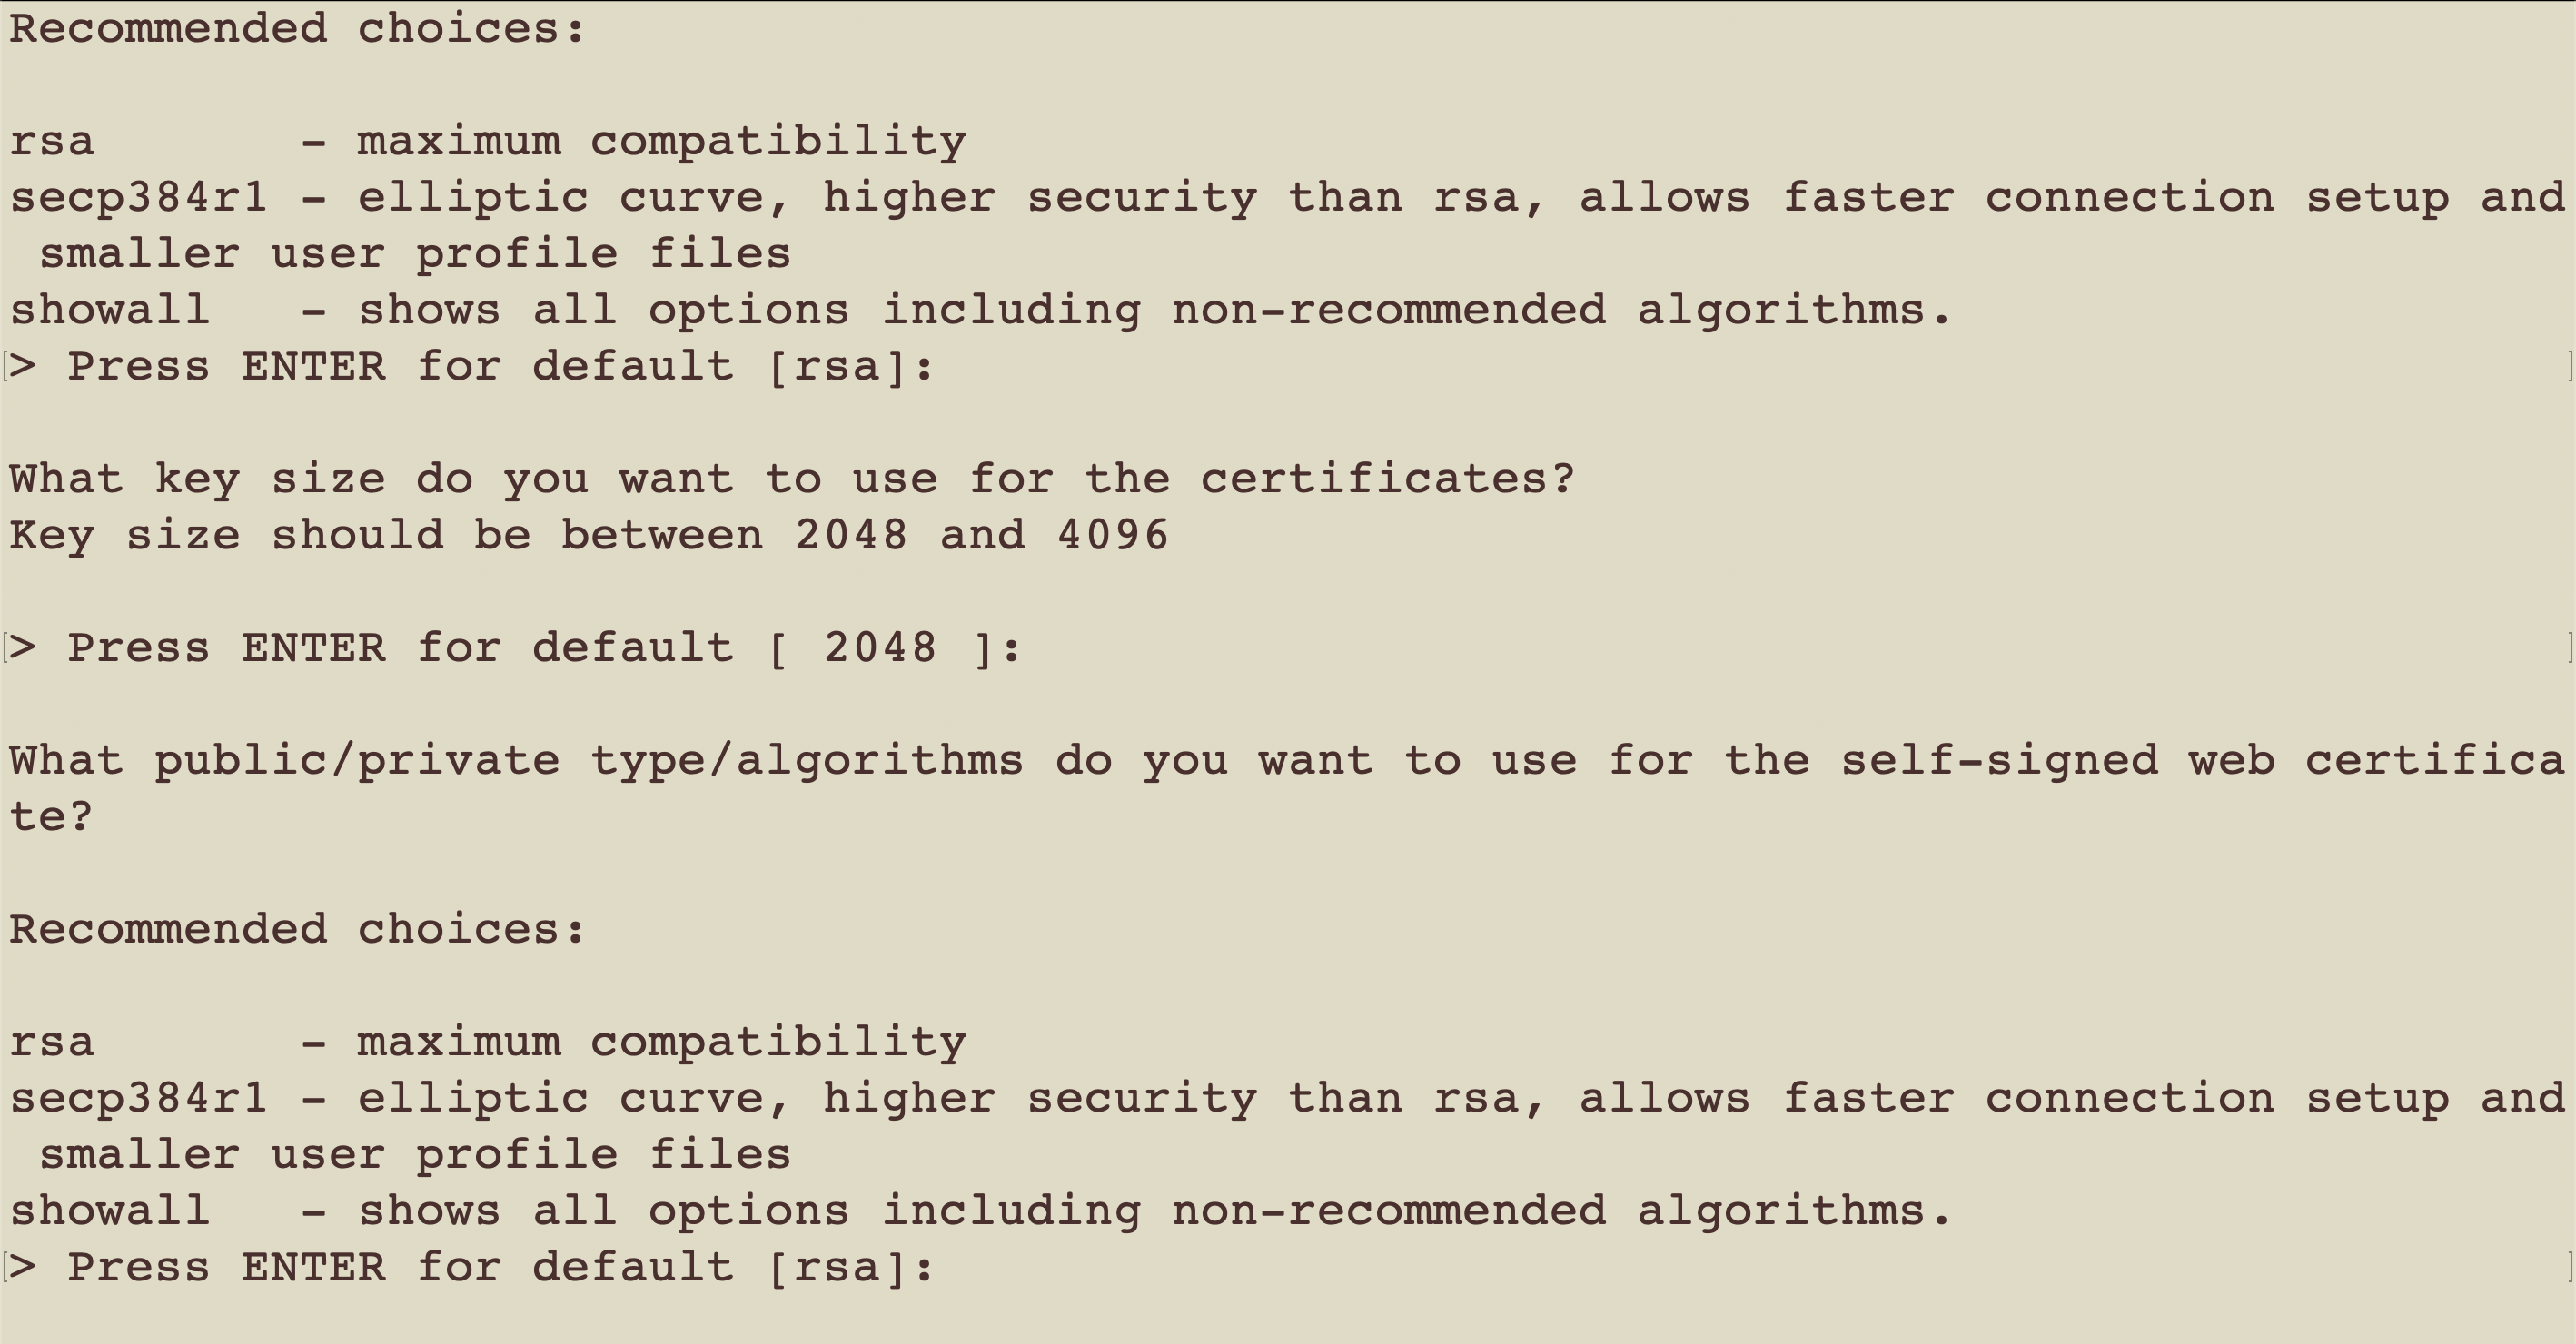 Recommended choices:
rsa       - maximum compatibility
secp384r1 - elliptic curve, higher security than rsa, allows faster connection setup and
 smaller user profile files
showall   - shows all options including non-recommended algorithms.
> Press ENTER for default [rsa]:
What key size do you want to use for the certificates?
Key size should be between 2048 and 4096
> Press ENTER for default [ 2048 ]:
What public/private type/algorithms do you want to use for the self-signed web certifica
te?
Recommended choices:
rsa       - maximum compatibility
secp384r1 - elliptic curve, higher security than rsa, allows faster connection setup and
 smaller user profile files
showall   - shows all options including non-recommended algorithms.
> Press ENTER for default [rsa]: